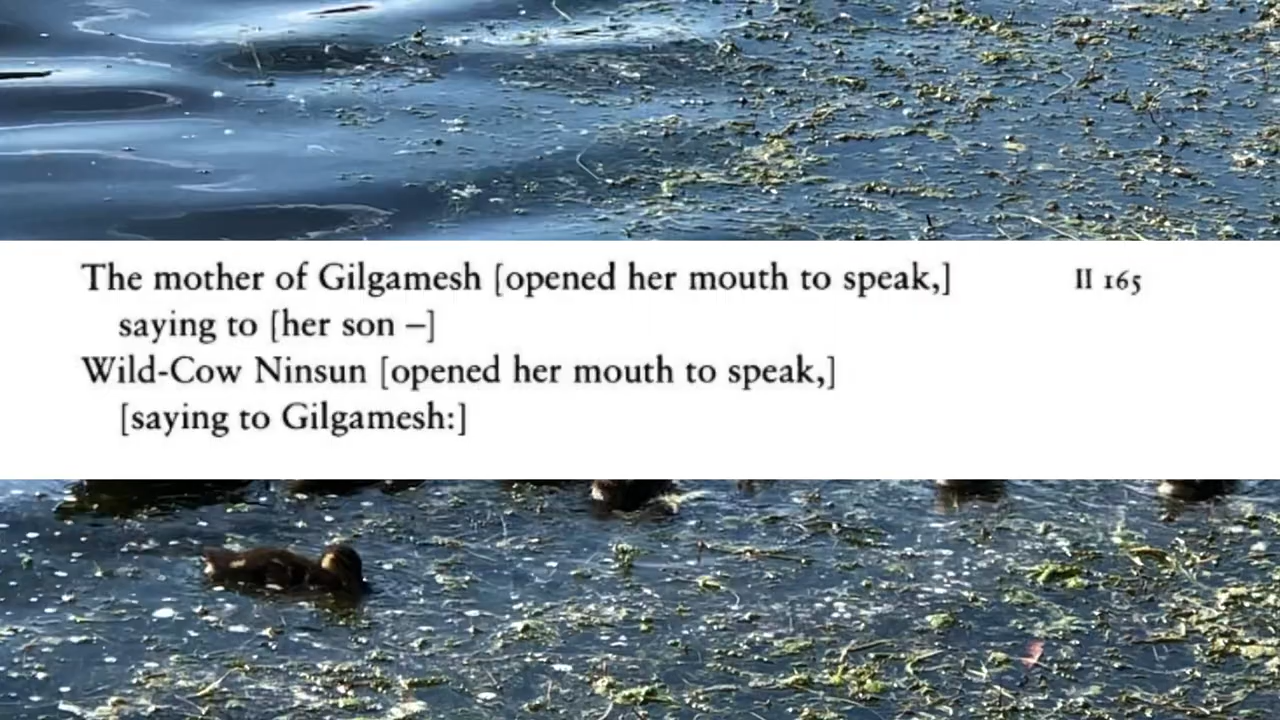 The mother of Gilgamesh [opened her mouth to speak,] II 165
saying to [her son –]
Wild-Cow Ninsun [opened her mouth to speak,]
[saying to Gilgamesh:]